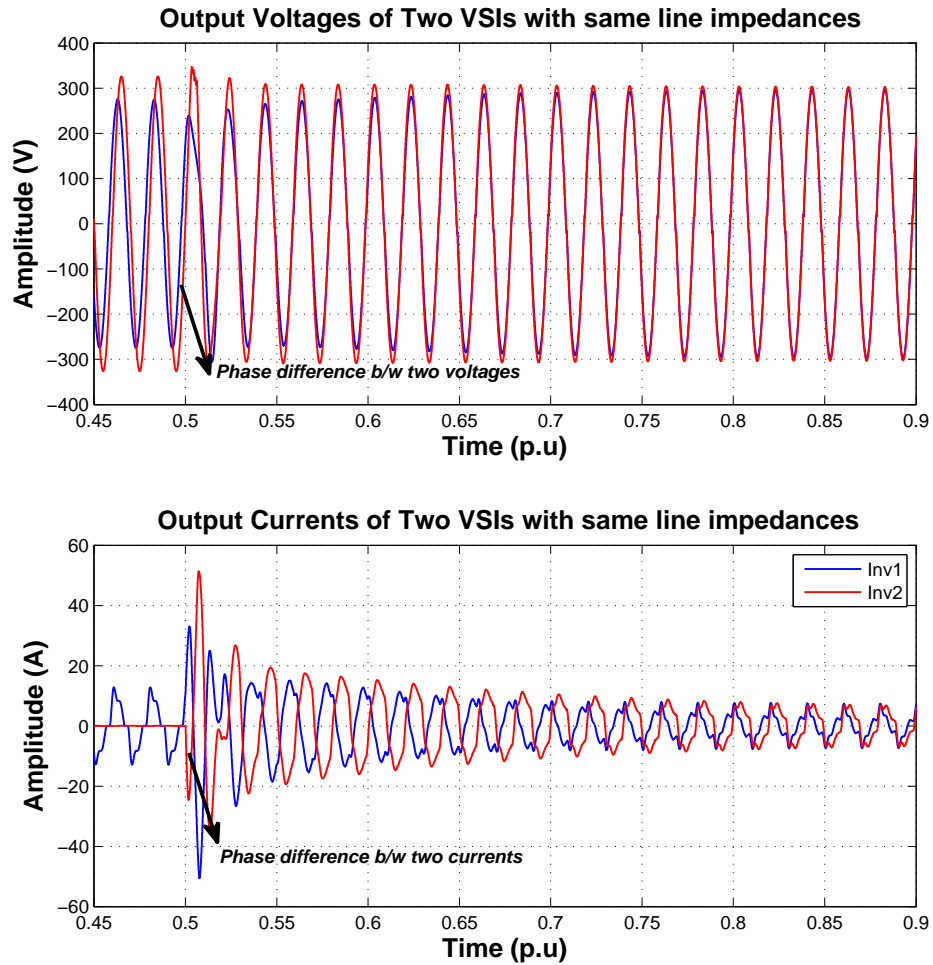 Output Voltages of Two VSIs with same line impedances
Amplitude (V)
400
300
200
100
0
−100
−200
−300
−400
Phase difference b/w two voltages
0.45 0.5 0.55 0.6 0.65 0.7 0.75 0.8 0.85 0.9
Time (p.u)
Output Currents of Two VSIs with same line impedances
Amplitude (A)
60
40
20
0
−20
−40
−60
Inv1
Inv2
Phase difference b/w two currents
0.45 0.5 0.55 0.6 0.65 0.7 0.75 0.8 0.85 0.9
Time (p.u)